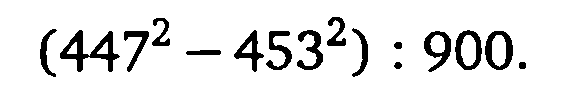 (447² − 453²) : 900.